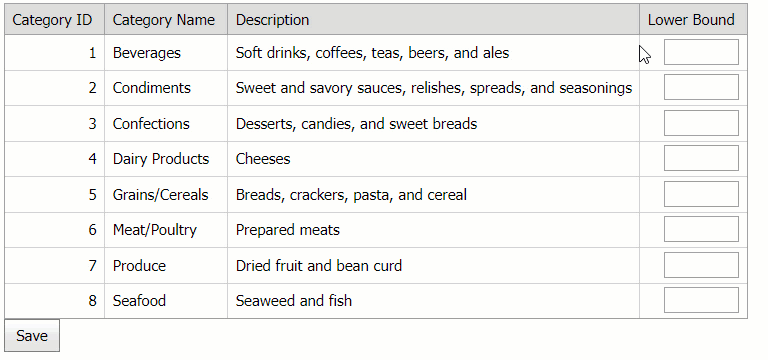 Category ID Category Name Description Lower Bound
1 Beverages Soft drinks, coffees, teas, beers, and ales
2 Condiments Sweet and savory sauces, relishes, spreads, and seasonings
3 Confections Desserts, candies, and sweet breads
4 Dairy Products Cheeses
5 Grains/Cereals Breads, crackers, pasta, and cereal
6 Meat/Poultry Prepared meats
7 Produce Dried fruit and bean curd
8 Seafood Seaweed and fish
Save